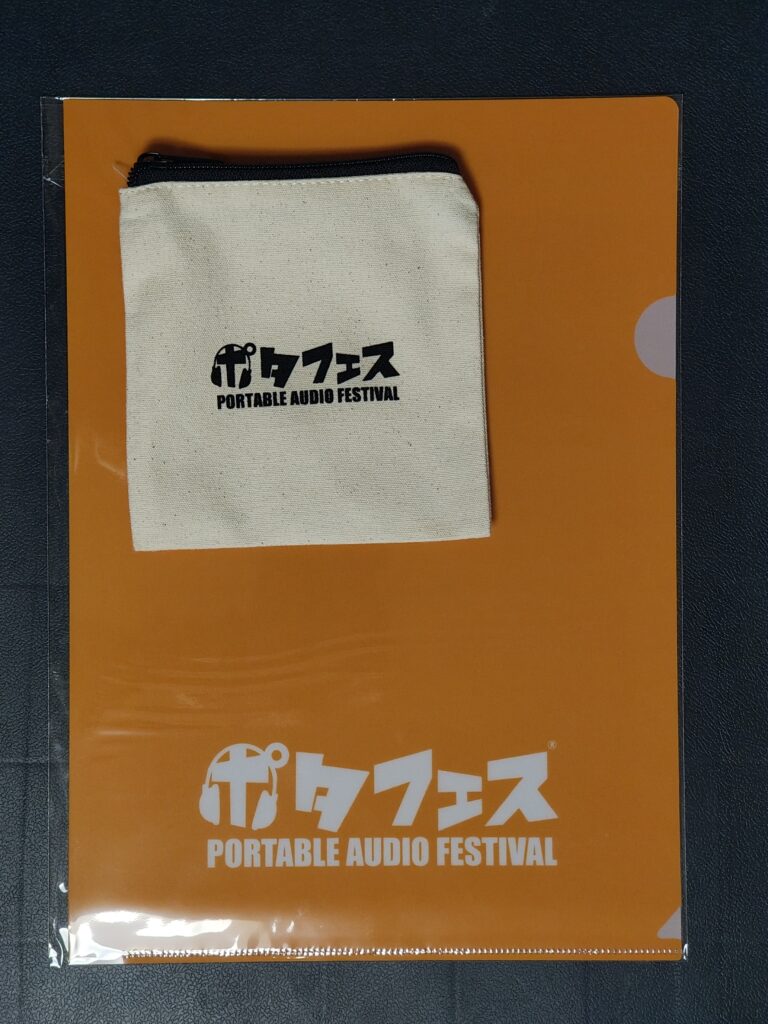 ポタフェス
PORTABLE AUDIO FESTIVAL
ポタフェス®
PORTABLE AUDIO FESTIVAL